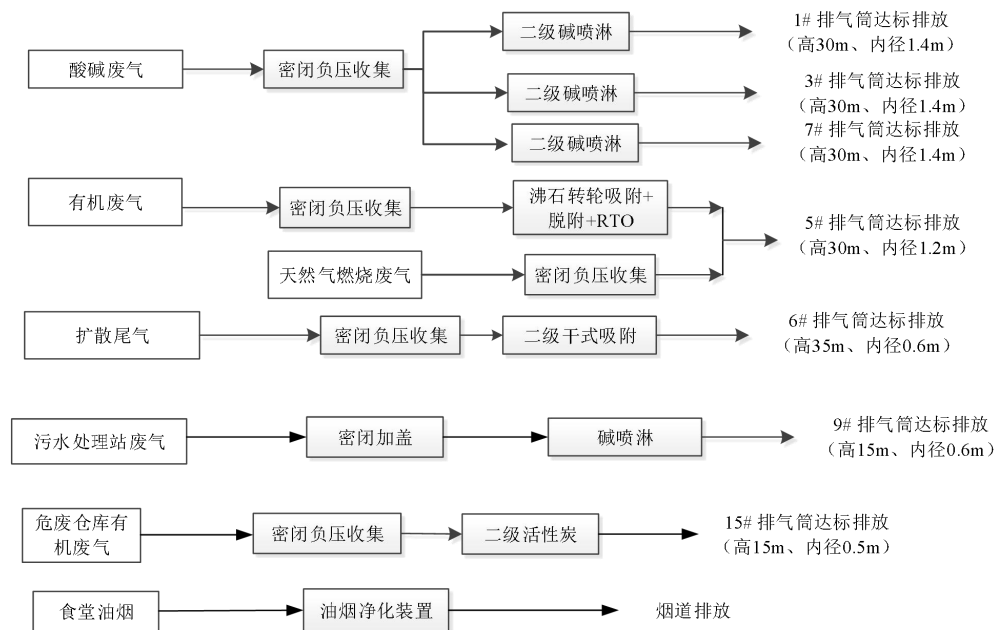 酸碱废气
密闭负压收集
二级碱喷淋
1# 排气筒达标排放
（高30m、内径1.4m）
二级碱喷淋
3# 排气筒达标排放
（高30m、内径1.4m）
二级碱喷淋
7# 排气筒达标排放
（高30m、内径1.4m）
有机废气
密闭负压收集
沸石转轮吸附+
脱附+RTO
天然气燃烧废气
密闭负压收集
5# 排气筒达标排放
（高30m、内径1.2m）
扩散尾气
密闭负压收集
二级干式吸附
6# 排气筒达标排放
（高35m、内径0.6m）
污水处理站废气
密闭加盖
碱喷淋
9# 排气筒达标排放
（高15m、内径0.6m）
危废仓库有
机废气
密闭负压收集
二级活性炭
15# 排气筒达标排放
（高15m、内径0.5m）
食堂油烟
油烟净化装置
烟道排放